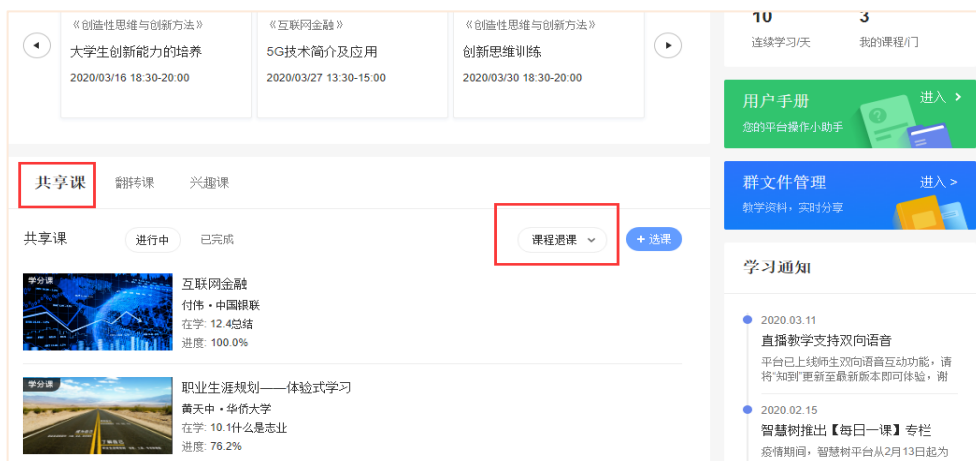 《创造性思维与创新方法》
大学生创新能力的培养
2020/03/16 18:30-20:00
《互联网金融》
5G技术简介及应用
2020/03/27 13:30-15:00
《创造性思维与创新方法》
创新思维训练
2020/03/30 18:30-20:00
共享课
翻转课
兴趣课
共享课
进行中
已完成
课程退课
+ 选课
学分课
互联网金融
付伟・中国银联
在学: 12.4总结
进度: 100.0%
学分课
职业生涯规划——体验式学习
黄天中・华侨大学
在学: 10.1什么是志业
进度: 76.2%
10
连续学习/天
3
我的课程/门
用户手册
进入 >
您的平台操作小助手
群文件管理
进入 >
教学资料，实时分享
学习通知
2020.03.11
直播教学支持双向语音
平台已上线师生双向语音互动功能，请
将“知到”更新至最新版本即可体验，谢
2020.02.15
智慧树推出【每日一课】专栏
疫情期间，智慧树平台从2月13日起为